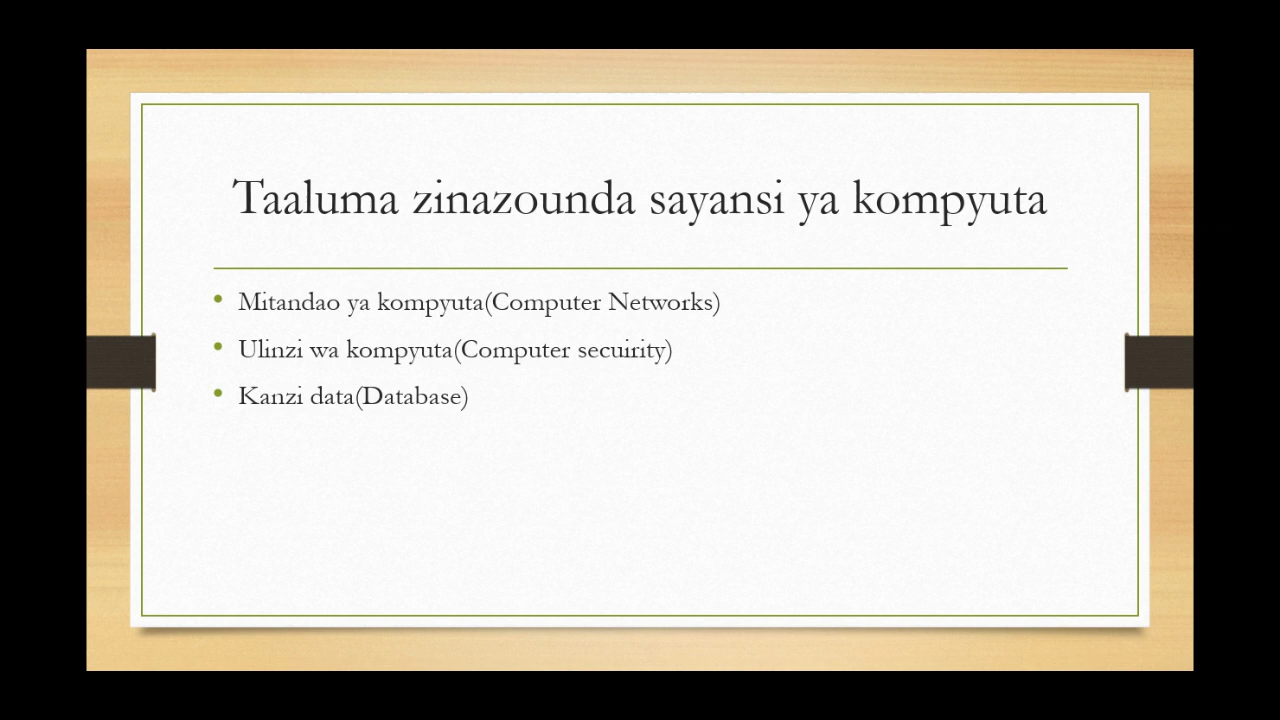 Taaluma zinazounda sayansi ya kompyuta
• Mitandao ya kompyuta(Computer Networks)
• Ulinzi wa kompyuta(Computer secuirity)
• Kanzi data(Database)